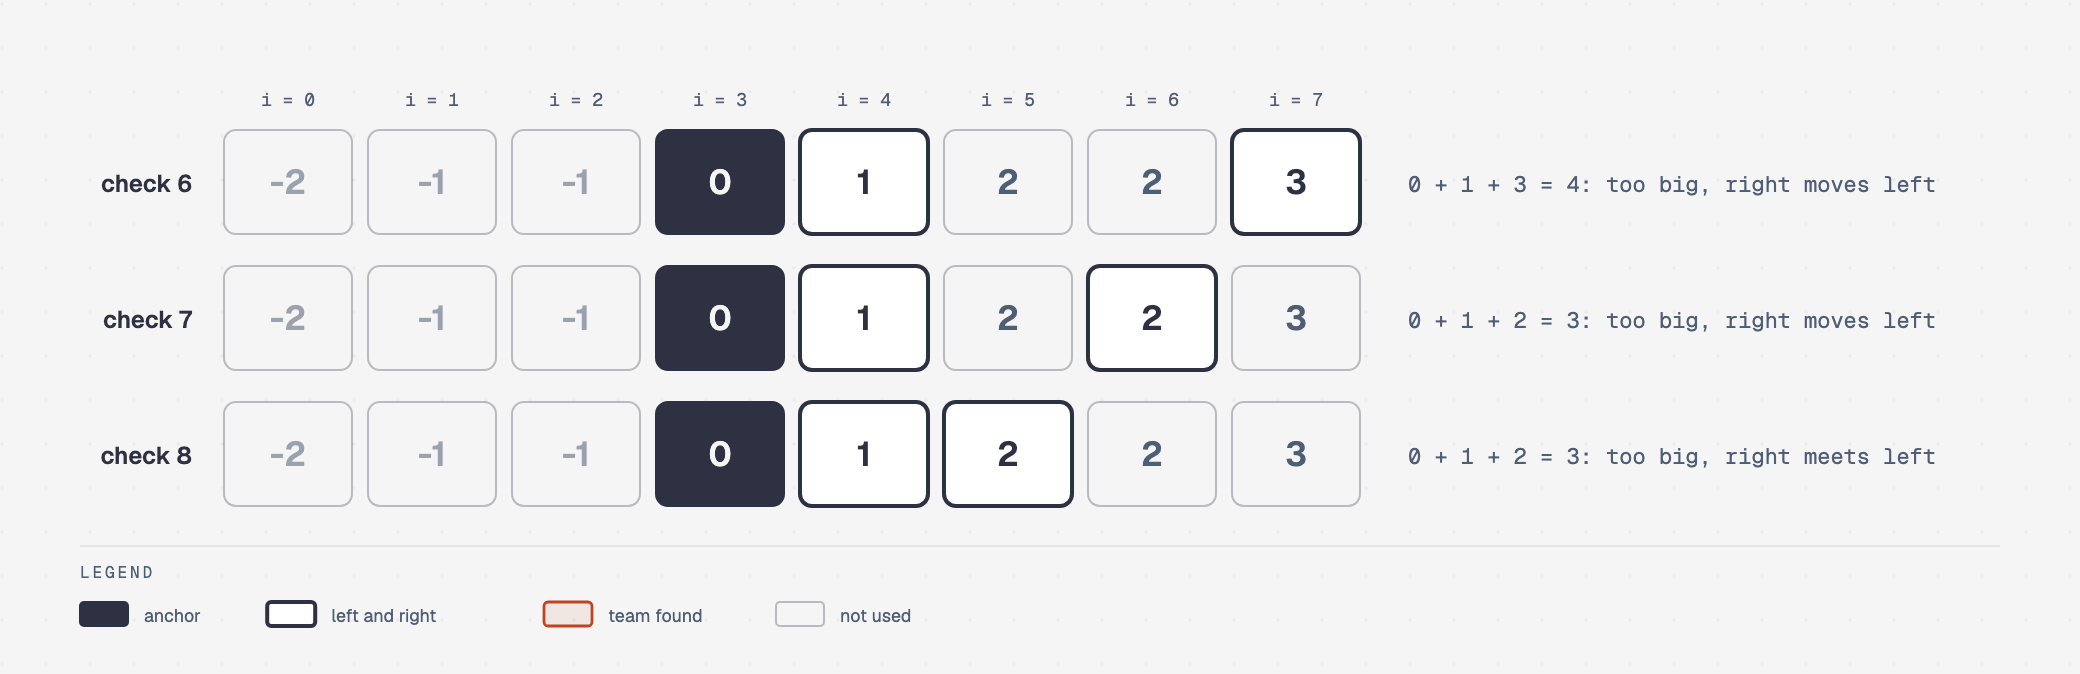 i = 0 i = 1 i = 2 i = 3 i = 4 i = 5 i = 6 i = 7
check 6 -2 -1 -1 0 1 2 2 3 0 + 1 + 3 = 4: too big, right moves left
check 7 -2 -1 -1 0 1 2 2 3 0 + 1 + 2 = 3: too big, right moves left
check 8 -2 -1 -1 0 1 2 2 3 0 + 1 + 2 = 3: too big, right meets left
LEGEND
anchor left and right team found not used